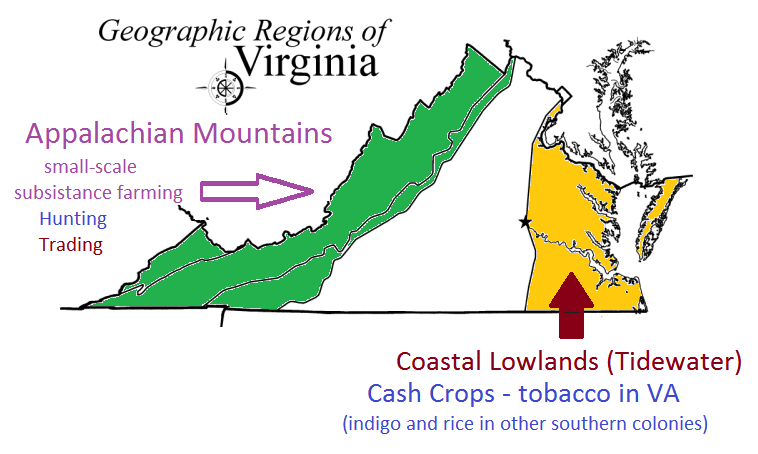 Geographic Regions of
Virginia
Appalachian Mountains
small-scale
subsistance farming
Hunting
Trading
Coastal Lowlands (Tidewater)
Cash Crops - tobacco in VA
(indigo and rice in other southern colonies)